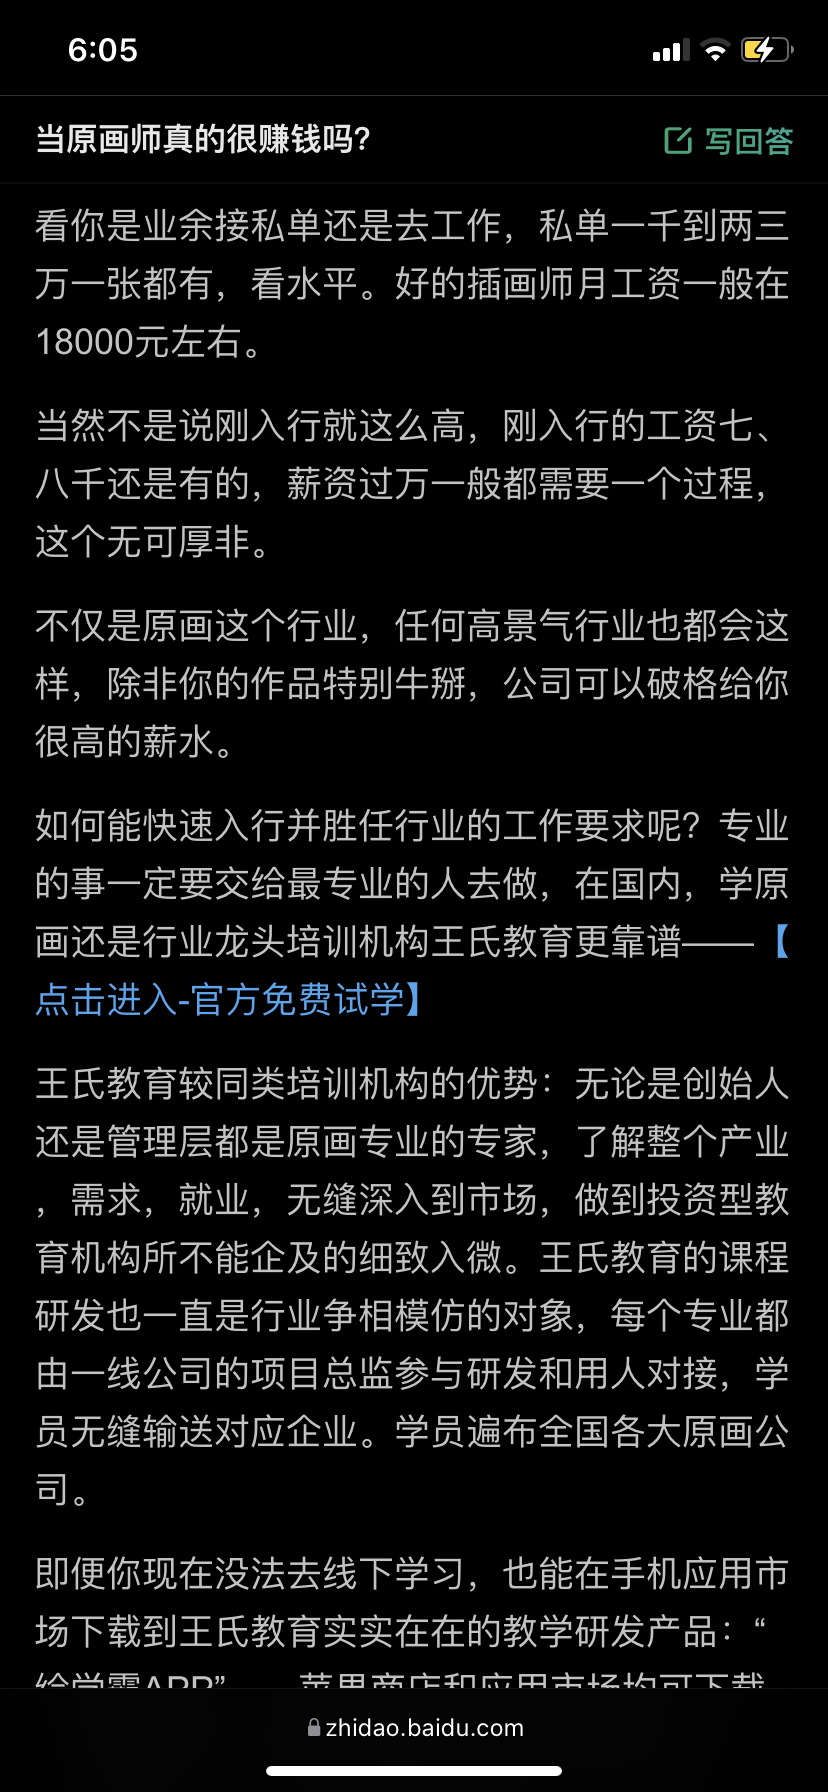 6:05
当原画师真的很赚钱吗?
写回答
看你是业余接私单还是去工作，私单一千到两三
万一张都有，看水平。好的插画师月工资一般在
18000元左右。
当然不是说刚入行就这么高，刚入行的工资七、
八千还是有的，薪资过万一般都需要一个过程，
这个无可厚非。
不仅是原画这个行业，任何高景气行业也都会这
样，除非你的作品特别牛掰，公司可以破格给你
很高的薪水。
如何能快速入行并胜任行业的工作要求呢？专业
的事一定要交给最专业的人去做，在国内，学原
画还是行业龙头培训机构王氏教育更靠谱——【
点击进入-官方免费试学】
王氏教育较同类培训机构的优势：无论是创始人
还是管理层都是原画专业的专家，了解整个产业
，需求，就业，无缝深入到市场，做到投资型教
育机构所不能企及的细致入微。王氏教育的课程
研发也一直是行业争相模仿的对象，每个专业都
由一线公司的项目总监参与研发和用人对接，学
员无缝输送对应企业。学员遍布全国各大原画公
司。
即便你现在没法去线下学习，也能在手机应用市
场下载到王氏教育实实在在的教学研发产品：“
绘学霸APP”——苹果商店和应用市场均可下载
zhidao.baidu.com